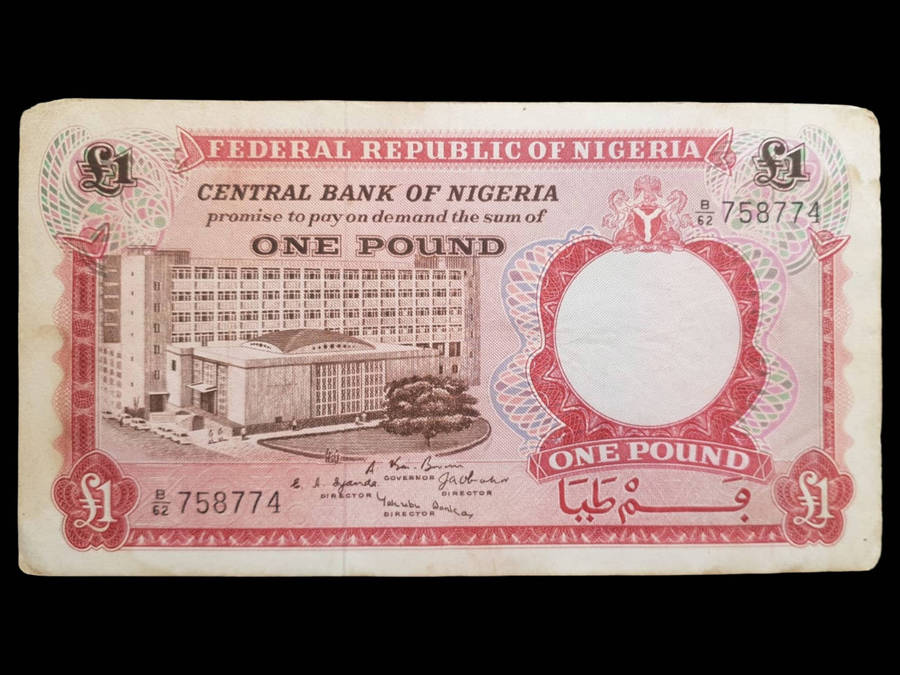 FEDERAL REPUBLIC OF NIGERIA
£1
£1
CENTRAL BANK OF NIGERIA
promise to pay on demand the sum of
ONE POUND
B/62 758774
ONE POUND
GOVERNOR
DIRECTOR
DIRECTOR
DIRECTOR
B/62 758774
£1
£1